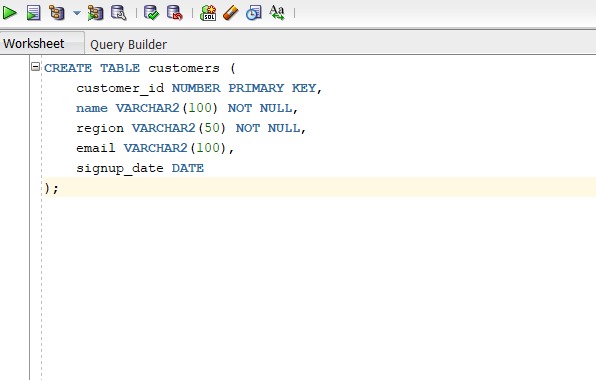 Worksheet Query Builder
CREATE TABLE customers (
    customer_id NUMBER PRIMARY KEY,
    name VARCHAR2(100) NOT NULL,
    region VARCHAR2(50) NOT NULL,
    email VARCHAR2(100),
    signup_date DATE
);